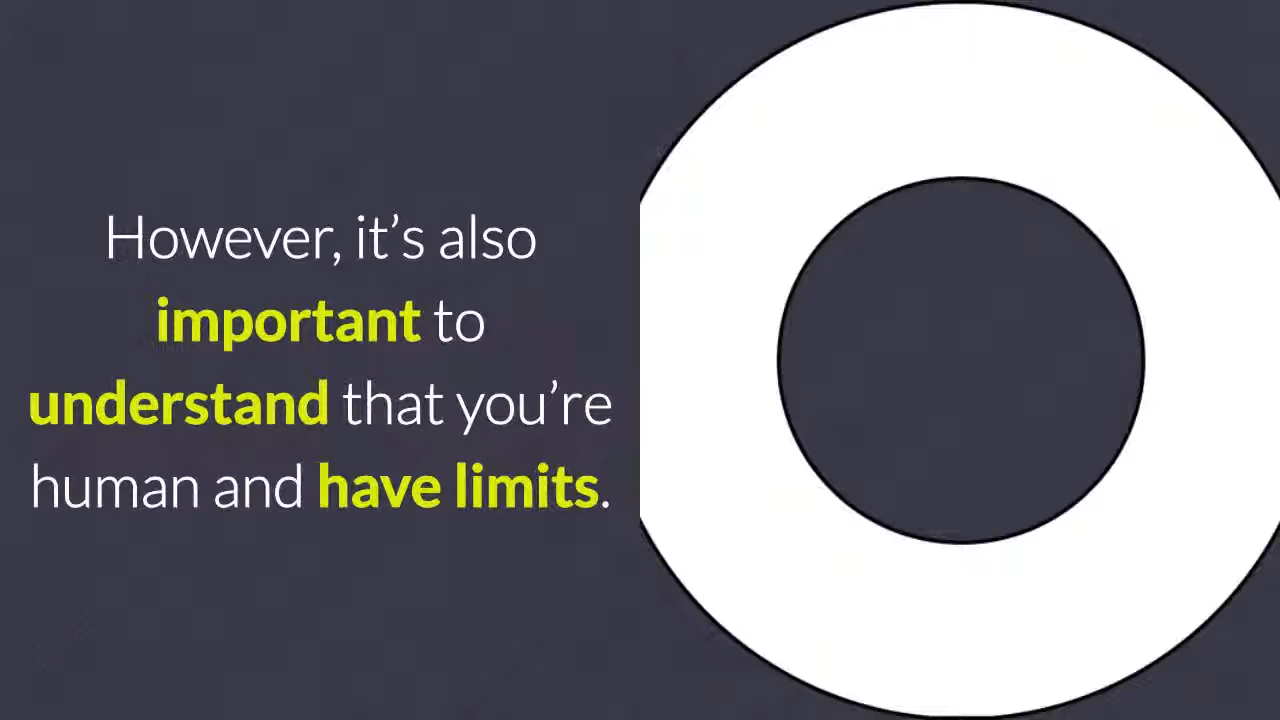 However, it’s also
important to
understand that you’re
human and have limits.